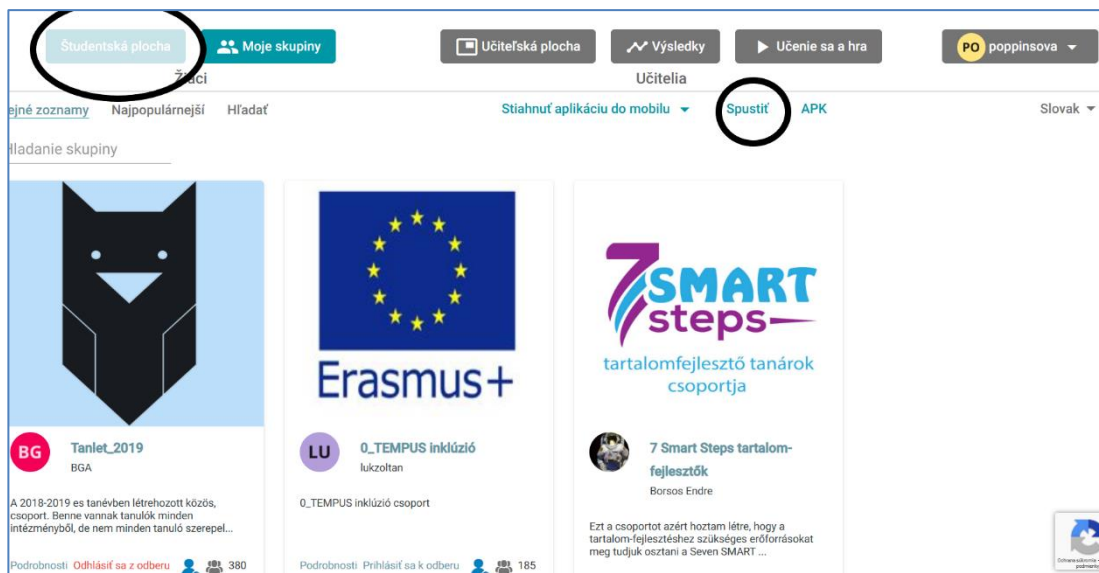 Študentská plocha
Moje skupiny
Učiteľská plocha
Výsledky
Učenie sa a hra
PO poppinsova
Žiaci
Učitelia
ejné zoznamy Najpopulárnejší Hľadať
Stiahnuť aplikáciu do mobilu
Spustiť
APK
Slovak
Hladanie skupiny
Erasmus+
7 SMART
steps
tartalomfejlesztő tanárok
csoportja
BG
Tanlet_2019
BGA
A 2018-2019 es tanévben létrehozott közös,
csoport. Benne vannak tanulók minden
intézményből, de nem minden tanuló szerepel...
Podrobnosti Odhlásiť sa z odberu 380
LU
0_TEMPUS inklúzió
lukzoltan
0_TEMPUS inklúzió csoport
Podrobnosti Prihlásiť sa k odberu 185
7 Smart Steps tartalom-
fejlesztők
Borsos Endre
Ezt a csoportot azért hoztam létre, hogy a
tartalom-fejlesztéshez szükséges erőforrásokat
meg tudjuk osztani a Seven SMART ...